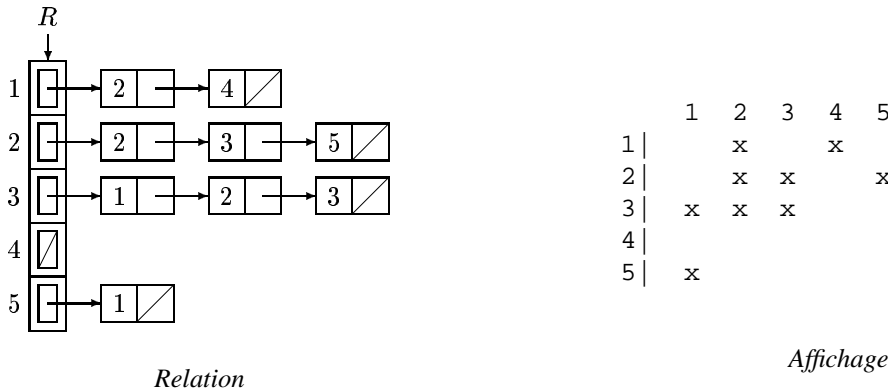 R
1 2 4
2 2 3 5
3 1 2 3
4
5 1
Relation
1 2 3 4 5
1| x x
2| x x x
3| x x x
4|
5| x
Affichage